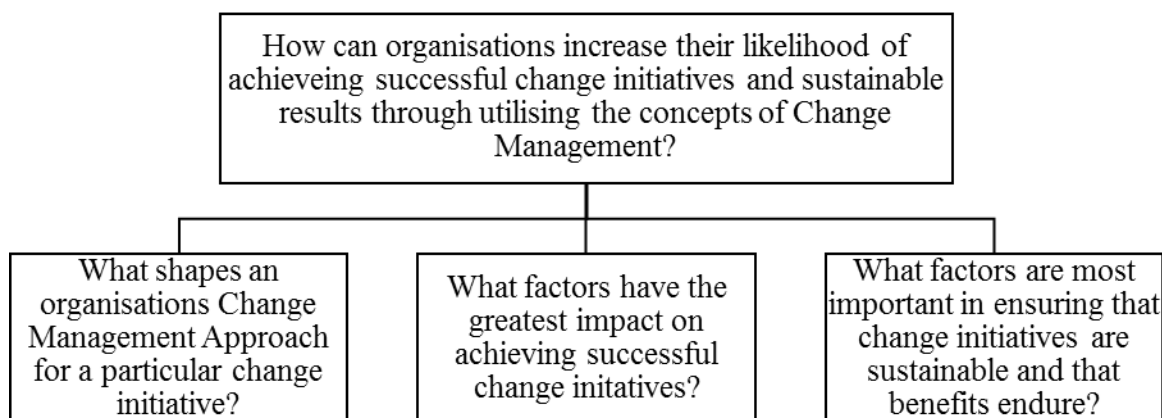 How can organisations increase their likelihood of
achieveing successful change initiatives and sustainable
results through utilising the concepts of Change
Management?
What shapes an
organisations Change
Management Approach
for a particular change
initiative?
What factors have the
greatest impact on
achieving successful
change initatives?
What factors are most
important in ensuring that
change initiatives are
sustainable and that
benefits endure?